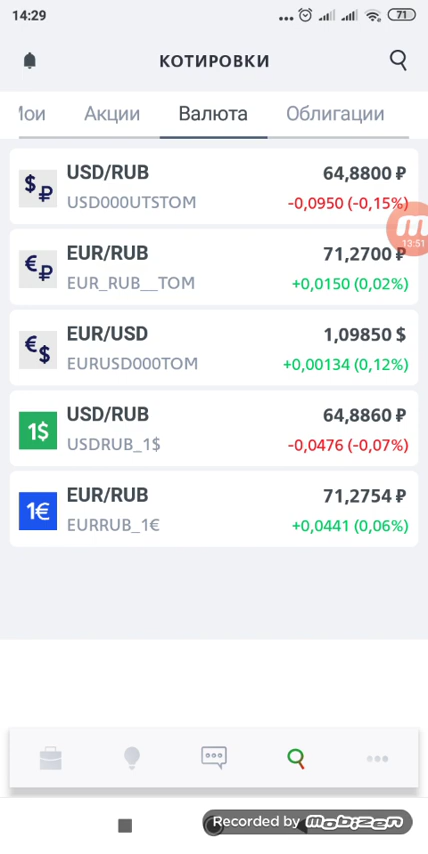 14:29
71
КОТИРОВКИ
Мои Акции Валюта Облигации
USD/RUB 64,8800 ₽
USD000UTSTOM -0,0950 (-0,15%)
13:51
EUR/RUB 71,2700 ₽
EUR_RUB__TOM +0,0150 (0,02%)
EUR/USD 1,09850 $
EURUSD000TOM +0,00134 (0,12%)
1$
USD/RUB 64,8860 ₽
USDRUB_1$ -0,0476 (-0,07%)
1€
EUR/RUB 71,2754 ₽
EURRUB_1€ +0,0441 (0,06%)
Recorded by mobizen